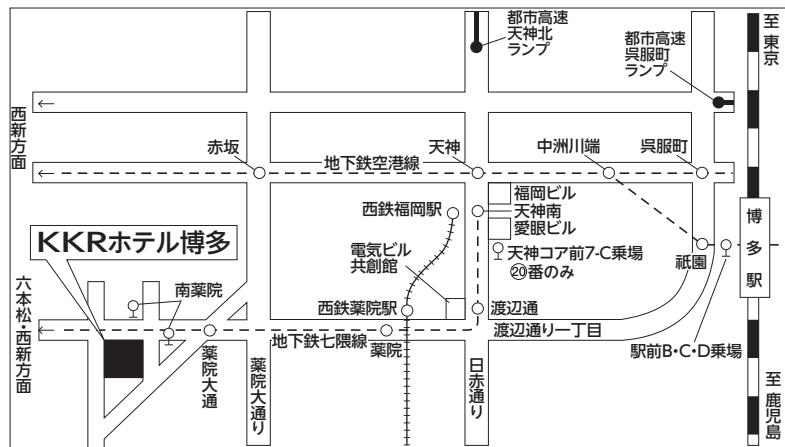 都市高速
天神北
ランプ
都市高速
呉服町
ランプ
至 東京
西新方面
赤坂
地下鉄空港線
天神
中洲川端
呉服町
福岡ビル
西鉄福岡駅
天神南
愛眼ビル
KKRホテル博多
電気ビル
共創館
天神コア前7-C乗場
⑳番のみ
祇園
博多駅
六本松・西新方面
南薬院
西鉄薬院駅
渡辺通
地下鉄七隈線
薬院
渡辺通り一丁目
駅前B・C・D乗場
薬院大通
薬院大通り
日赤通り
至 鹿児島